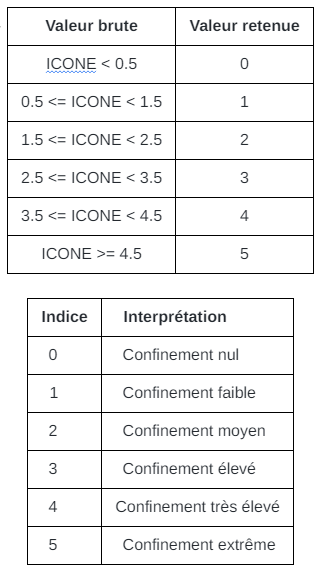 Valeur brute Valeur retenue
ICONE < 0.5 0
0.5 <= ICONE < 1.5 1
1.5 <= ICONE < 2.5 2
2.5 <= ICONE < 3.5 3
3.5 <= ICONE < 4.5 4
ICONE >= 4.5 5
Indice Interprétation
0 Confinement nul
1 Confinement faible
2 Confinement moyen
3 Confinement élevé
4 Confinement très élevé
5 Confinement extrême